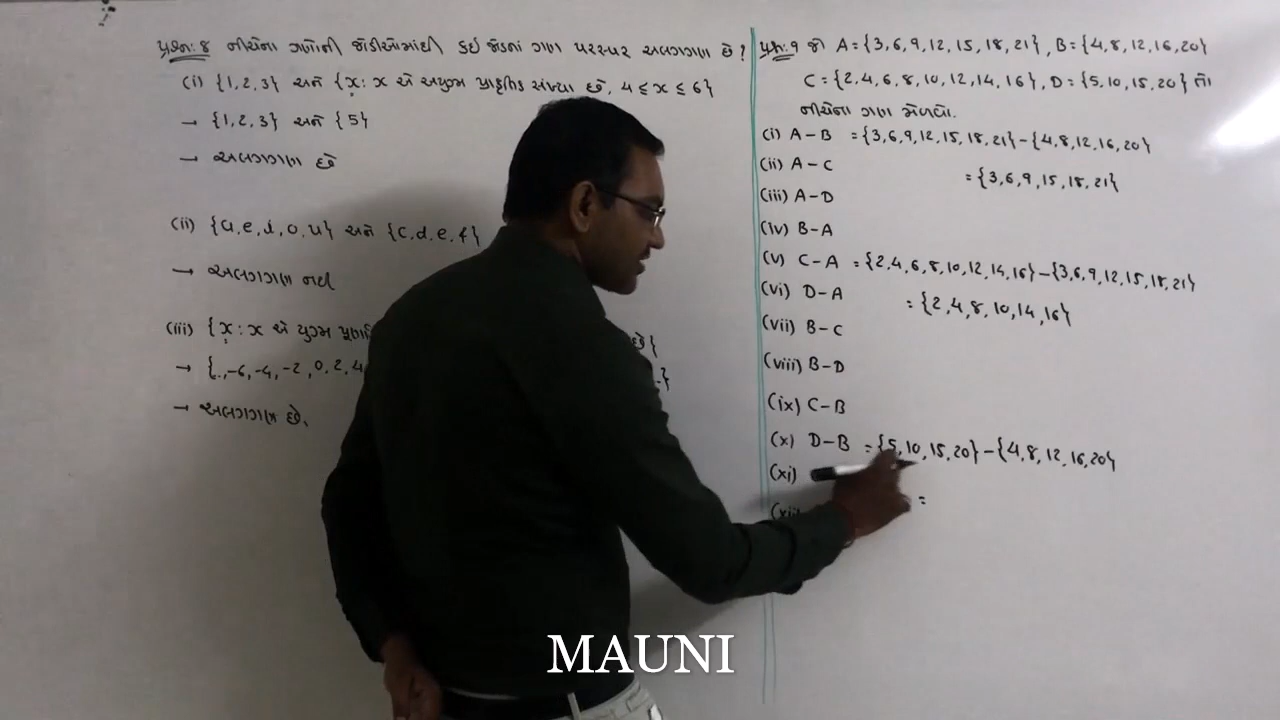 પ્રશ્ન:૪ નીચેના ગણોની જોડીઓમાંથી કઈ જોડનાં ગણ પરસ્પર અલગગણ છે?
(i) {1,2,3} અને {x: x એ અયુગ્મ પ્રાકૃતિક સંખ્યા છે, 4 ≤ x ≤ 6}
→ {1,2,3} અને {5}
→ અલગગણ છે
(ii) {a,e,i,o,u} અને {c,d,e,f}
→ અલગગણ નથી
(iii) {x: x એ યુગ્મ છે}
→ {.,-6,-4,-2,0,2,4
→ અલગગણ છે.
પ્રશ્ન:૧ જો A={3,6,9,12,15,18,21}, B={4,8,12,16,20}
C={2,4,6,8,10,12,14,16}, D={5,10,15,20} તો
નીચેના ગણ મેળવો.
(i) A-B ={3,6,9,12,15,18,21}-{4,8,12,16,20}
(ii) A-C
={3,6,9,15,18,21}
(iii) A-D
(iv) B-A
(v) C-A ={2,4,6,8,10,12,14,16}-{3,6,9,12,15,18,21}
(vi) D-A
={2,4,8,10,14,16}
(vii) B-C
(viii) B-D
(ix) C-B
(x) D-B ={5,10,15,20}-{4,8,12,16,20}
(xi)
=
MAUNI